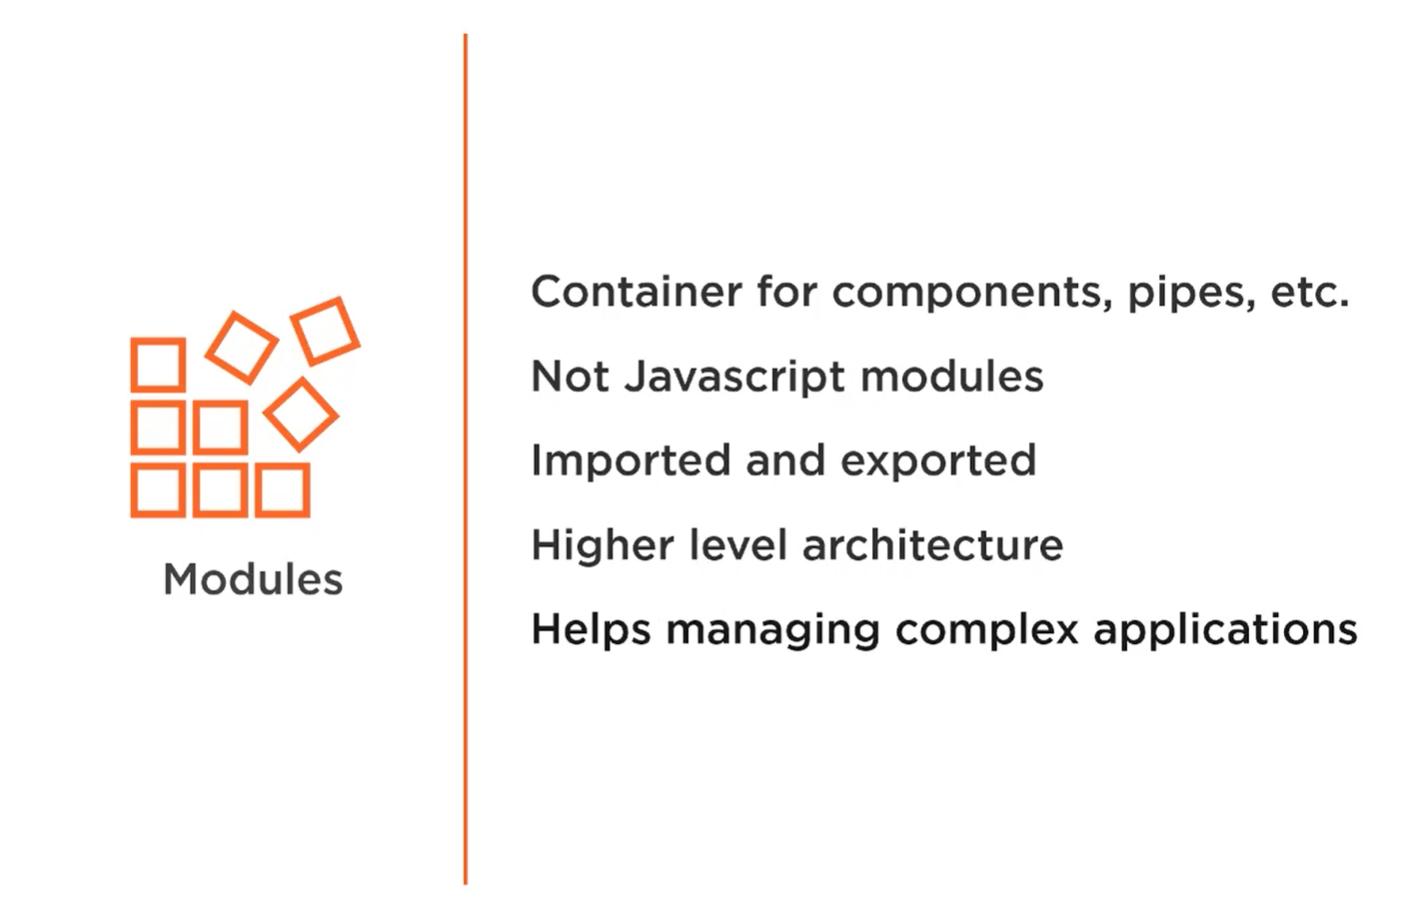 Modules
Container for components, pipes, etc.
Not Javascript modules
Imported and exported
Higher level architecture
Helps managing complex applications